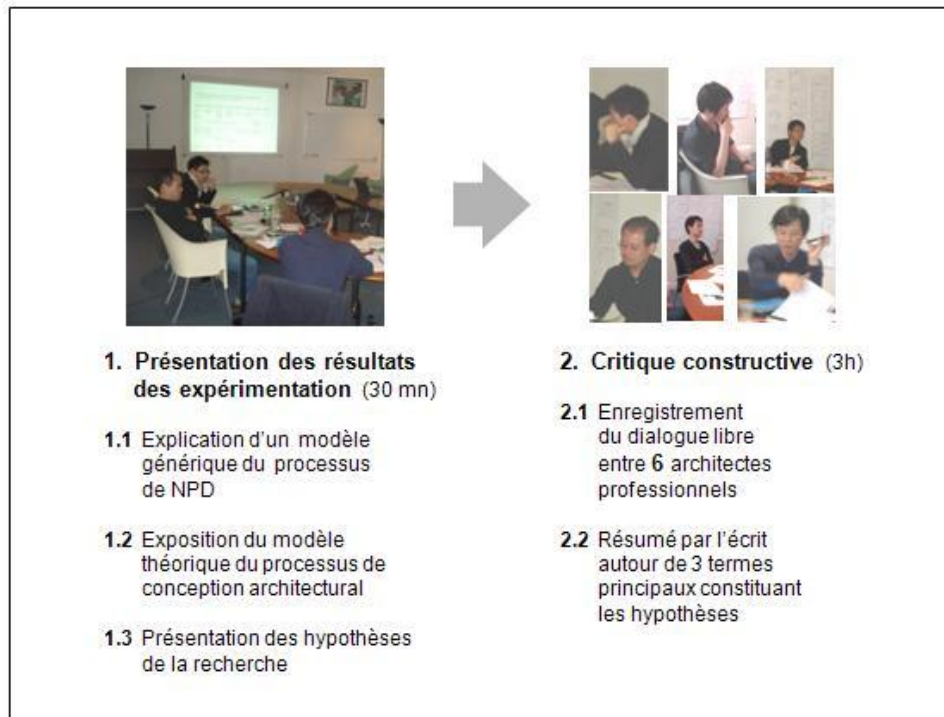 1. Présentation des résultats
des expérimentation (30 mn)
1.1 Explication d'un modèle
générique du processus
de NPD
1.2 Exposition du modèle
théorique du processus de
conception architectural
1.3 Présentation des hypothèses
de la recherche
2. Critique constructive (3h)
2.1 Enregistrement
du dialogue libre
entre 6 architectes
professionnels
2.2 Résumé par l'écrit
autour de 3 termes
principaux constituant
les hypothèses